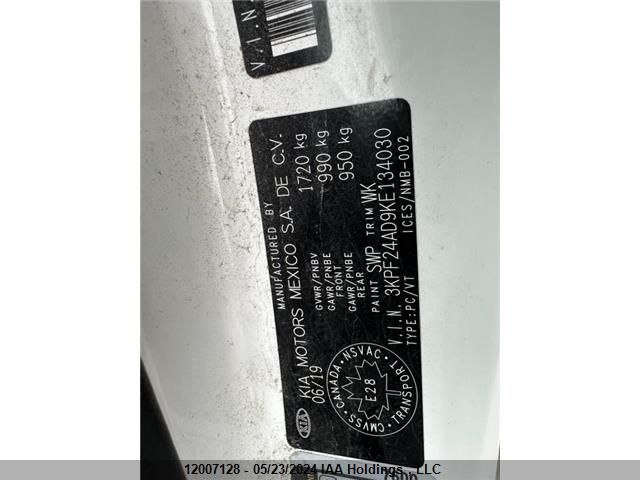 V.I.N
MANUFACTURED BY
KIA MOTORS MEXICO S.A. DE C.V.
06/19
GVWR/PNBV 1720 kg
GAWR/PNBE FRONT 990 kg
GAWR/PNBE REAR 950 kg
PAINT SWP TRIM WK
V.I.N. 3KPF24AD9KE134030
TYPE:PC/VT ICES/NMB-002
KIA
CANADA NSVAC
E28
CMVSS TRANSPORT
12007128 - 05/23/2024 IAA Holdings , LLC